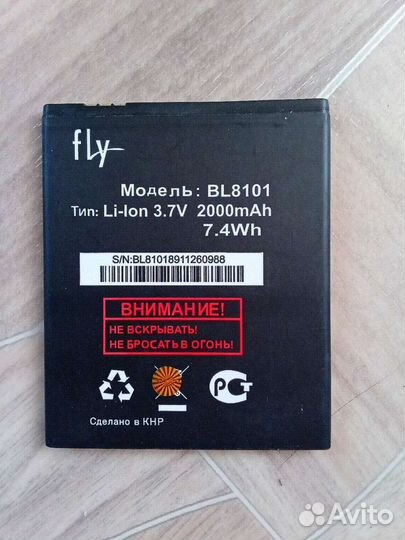 fly
Модель: BL8101
Тип: Li-Ion 3.7V 2000mAh
7.4Wh
S/N:BL81018911260988
ВНИМАНИЕ!
НЕ ВСКРЫВАТЬ!
НЕ БРОСАТЬ В ОГОНЬ!
РСТ
Сделано в КНР
Avito